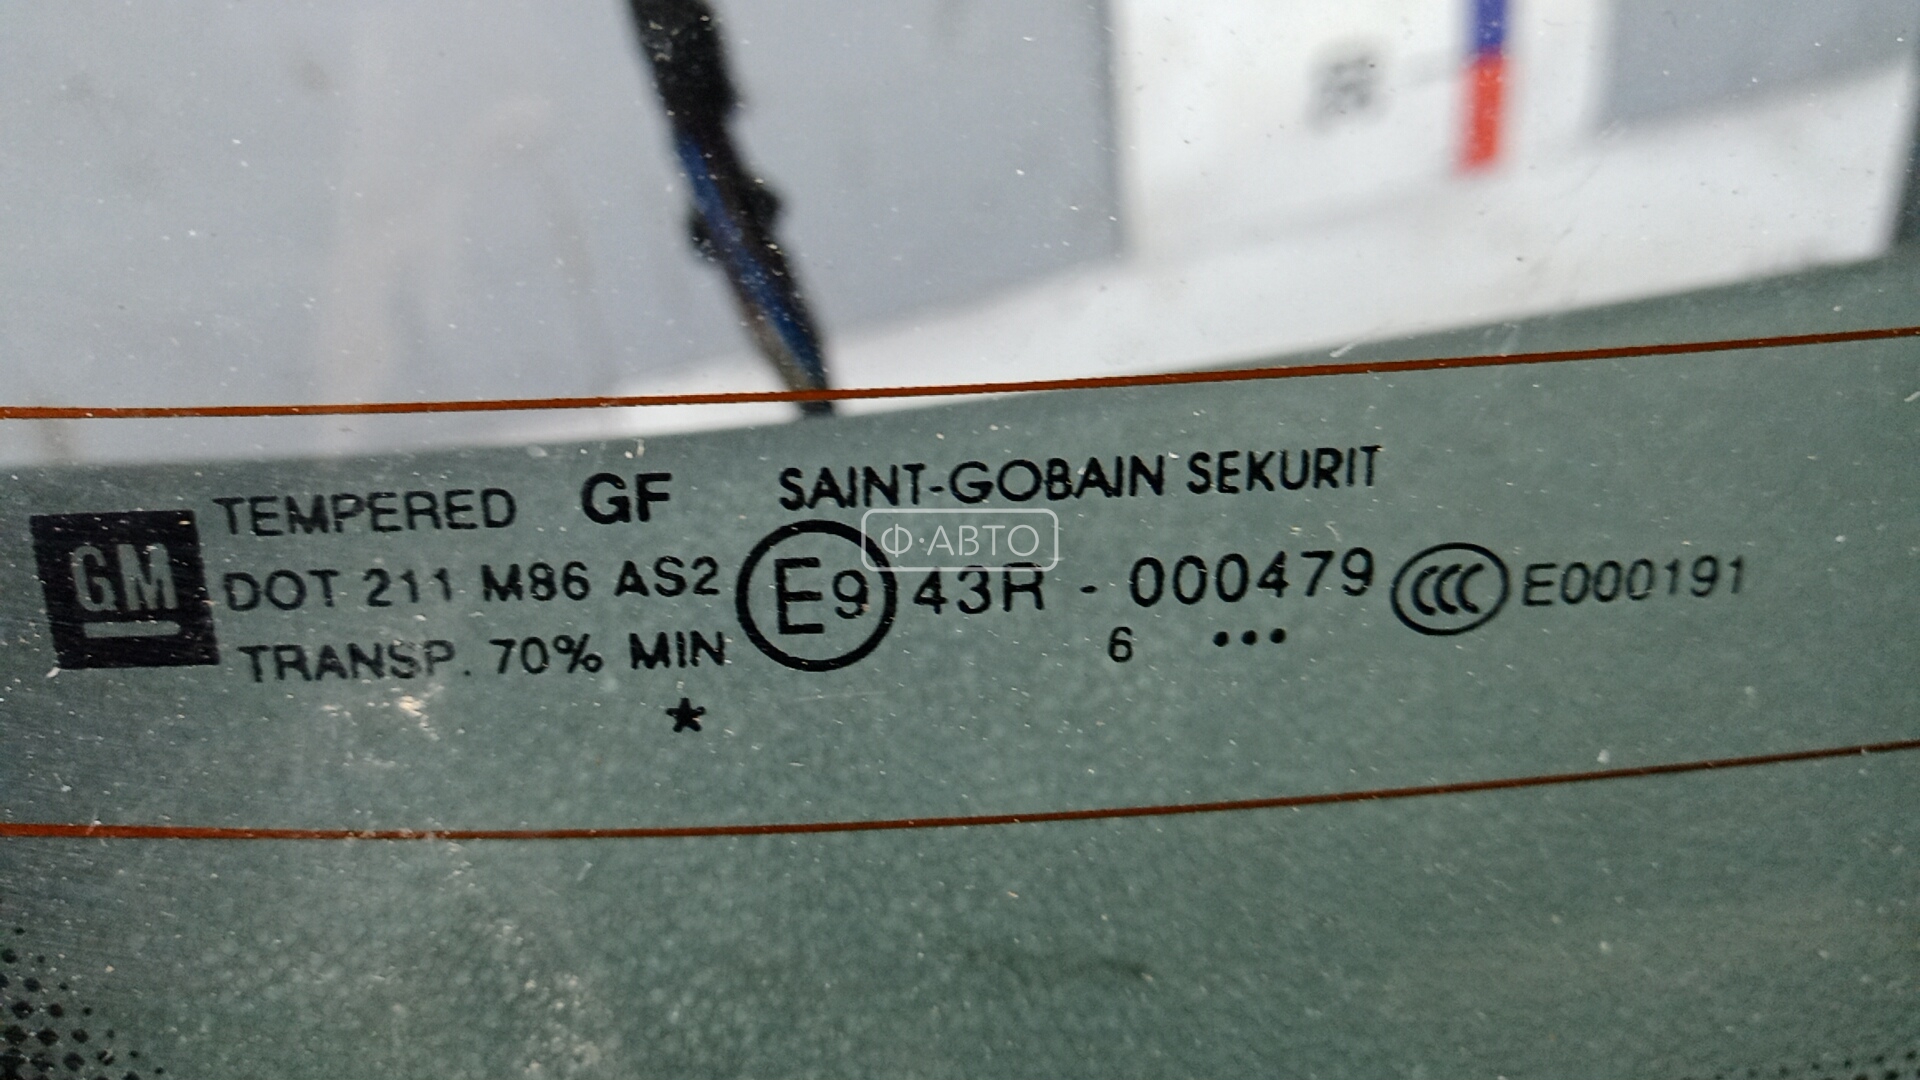 TEMPERED GF SAINT-GOBAIN SEKURIT
GM
Ф·АВТО
DOT 211 M86 AS2 E9 43R - 000479 CCC E000191
TRANSP. 70% MIN 6 •••
★